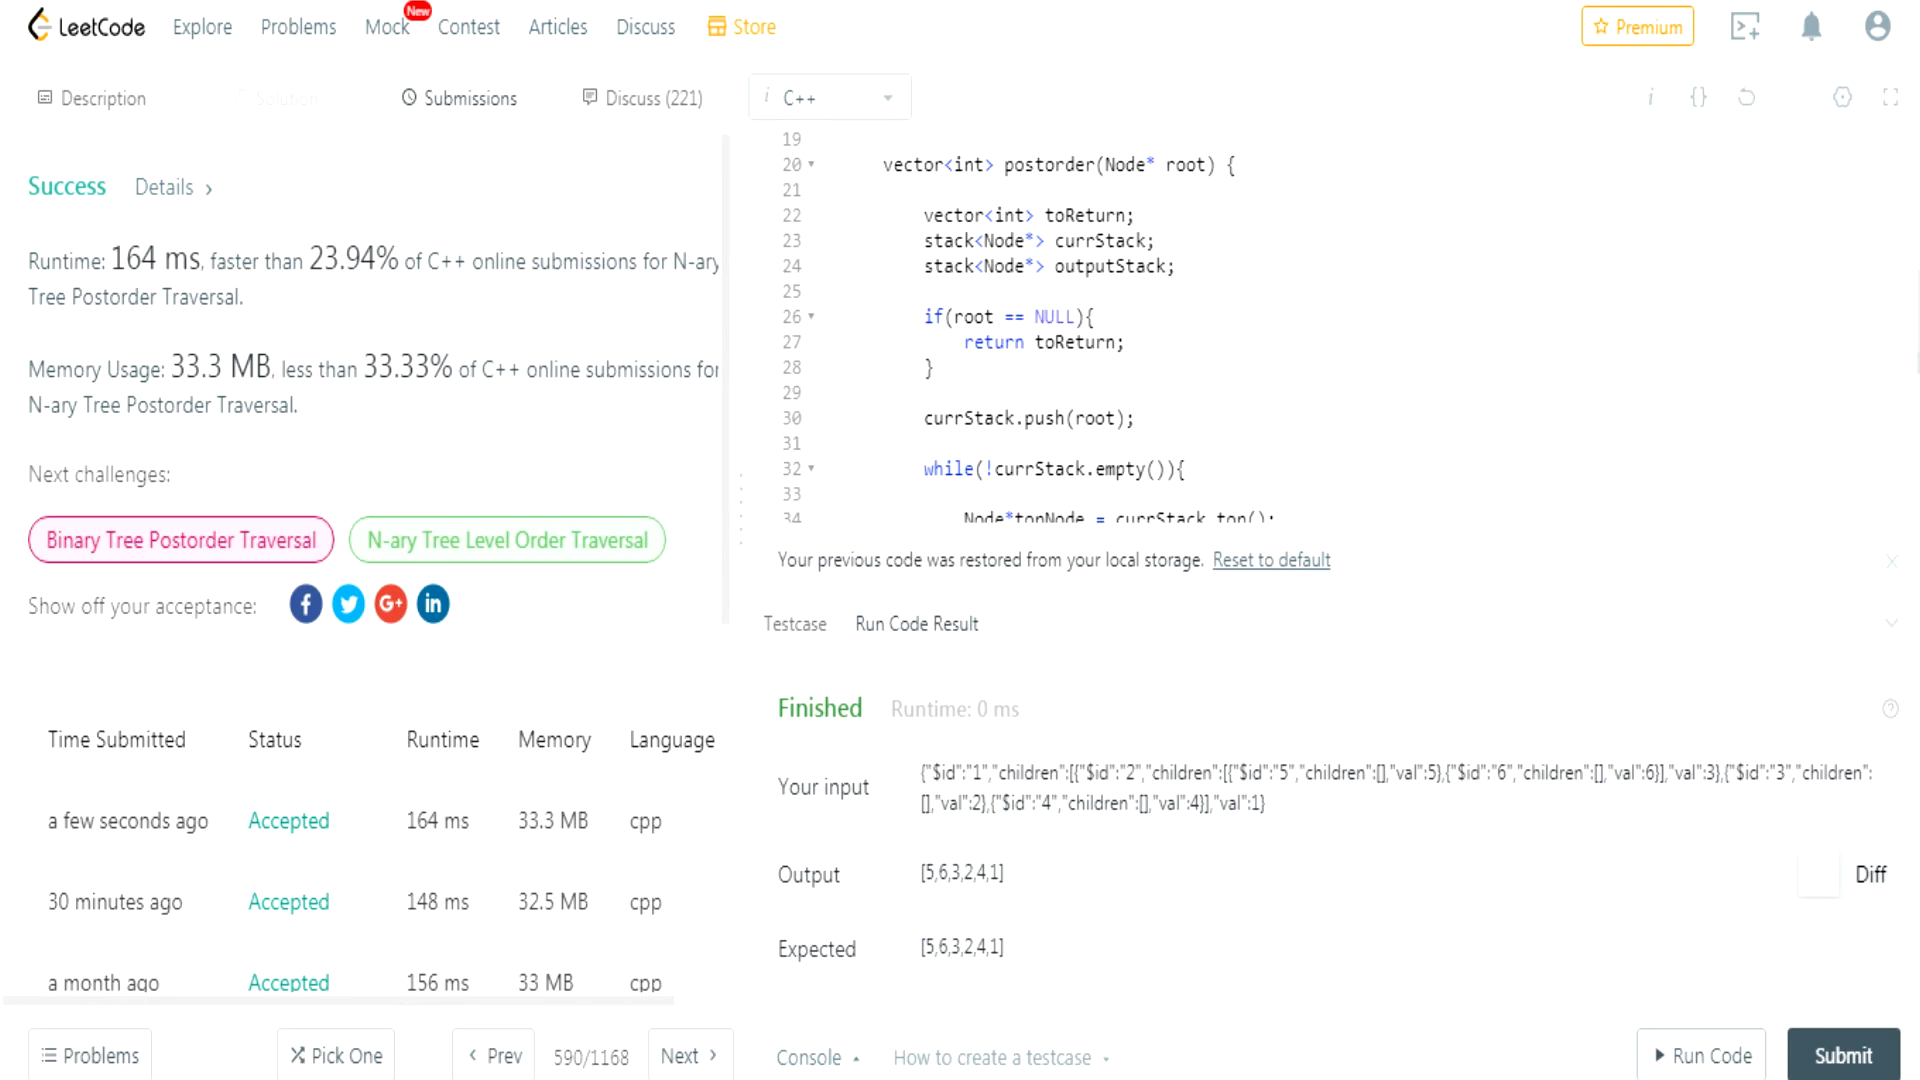 LeetCode Explore Problems Mock New Contest Articles Discuss Store Premium
Description Solution Submissions Discuss (221)
Success Details ›
Runtime: 164 ms, faster than 23.94% of C++ online submissions for N-ary
Tree Postorder Traversal.
Memory Usage: 33.3 MB, less than 33.33% of C++ online submissions for
N-ary Tree Postorder Traversal.
Next challenges:
Binary Tree Postorder Traversal N-ary Tree Level Order Traversal
Show off your acceptance: f G+ in
Time Submitted Status Runtime Memory Language
a few seconds ago Accepted 164 ms 33.3 MB cpp
30 minutes ago Accepted 148 ms 32.5 MB cpp
a month ago Accepted 156 ms 33 MB cpp
Problems Pick One ‹ Prev 590/1168 Next ›
i C++ i {}
19
20 vector<int> postorder(Node* root) {
21
22 vector<int> toReturn;
23 stack<Node*> currStack;
24 stack<Node*> outputStack;
25
26 if(root == NULL){
27 return toReturn;
28 }
29
30 currStack.push(root);
31
32 while(!currStack.empty()){
33
34 Node*topNode = currStack.top();
Your previous code was restored from your local storage. Reset to default
Testcase Run Code Result
Finished Runtime: 0 ms
Your input {"$id":"1","children":[{"$id":"2","children":[{"$id":"5","children":[],"val":5},{"$id":"6","children":[],"val":6}],"val":3},{"$id":"3","children":
[],"val":2},{"$id":"4","children":[],"val":4}],"val":1}
Output [5,6,3,2,4,1] Diff
Expected [5,6,3,2,4,1]
Console How to create a testcase Run Code Submit